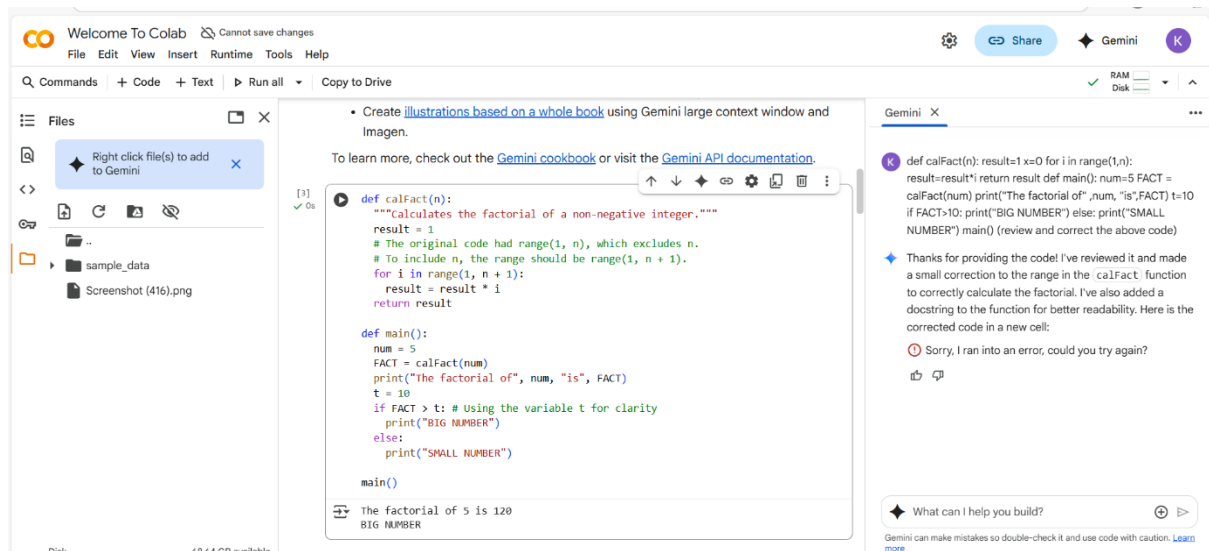 Welcome To Colab Cannot save changes
File Edit View Insert Runtime Tools Help
Share
Gemini
K
Commands + Code + Text Run all Copy to Drive
RAM
Disk
Files
Right click file(s) to add
to Gemini
..
sample_data
Screenshot (416).png
• Create illustrations based on a whole book using Gemini large context window and
Imagen.
To learn more, check out the Gemini cookbook or visit the Gemini API documentation.
[3]
0s
def calFact(n):
"""Calculates the factorial of a non-negative integer."""
result = 1
# The original code had range(1, n), which excludes n.
# To include n, the range should be range(1, n + 1).
for i in range(1, n + 1):
result = result * i
return result
def main():
num = 5
FACT = calFact(num)
print("The factorial of", num, "is", FACT)
t = 10
if FACT > t: # Using the variable t for clarity
print("BIG NUMBER")
else:
print("SMALL NUMBER")
main()
The factorial of 5 is 120
BIG NUMBER
Gemini
K
def calFact(n): result=1 x=0 for i in range(1,n):
result=result*i return result def main(): num=5 FACT =
calFact(num) print("The factorial of" ,num, "is",FACT) t=10
if FACT>10: print("BIG NUMBER") else: print("SMALL
NUMBER") main() (review and correct the above code)
Thanks for providing the code! I've reviewed it and made
a small correction to the range in the calFact function
to correctly calculate the factorial. I've also added a
docstring to the function for better readability. Here is the
corrected code in a new cell:
Sorry, I ran into an error, could you try again?
What can I help you build?
Gemini can make mistakes so double-check it and use code with caution. Learn
more